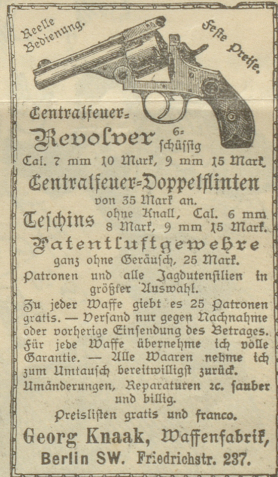 Reelle
Bedienung.
Feste Preise.
Centralfeuer-
Revolver 6-
schüssig
Cal. 7 mm 10 Mark, 9 mm 15 Mark.
Centralfeuer-Doppelflinten
von 35 Mark an.
Teschins ohne Knall, Cal. 6 mm
8 Mark, 9 mm 15 Mark.
Patentluftgewehre
ganz ohne Geräusch, 25 Mark.
Patronen und alle Jagdutensilien in
größter Auswahl.
Zu jeder Waffe giebt es 25 Patronen
gratis. — Versand nur gegen Nachnahme
oder vorherige Einsendung des Betrages.
Für jede Waffe übernehme ich volle
Garantie. — Alle Waaren nehme ich
zum Umtausch bereitwilligst zurück.
Umänderungen, Reparaturen ꝛc. sauber
und billig.
Preislisten gratis und franco.
Georg Knaak, Waffenfabrik,
Berlin SW. Friedrichstr. 237.